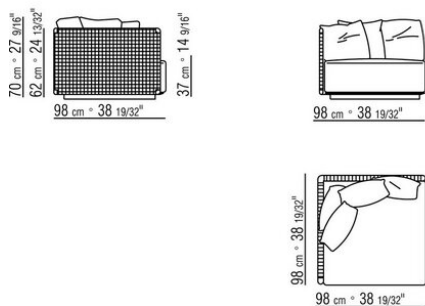 70 cm ° 27 9/16"
62 cm ° 24 13/32"
37 cm ° 14 9/16"
98 cm ° 38 19/32"
98 cm ° 38 19/32"
98 cm ° 38 19/32"
98 cm ° 38 19/32"